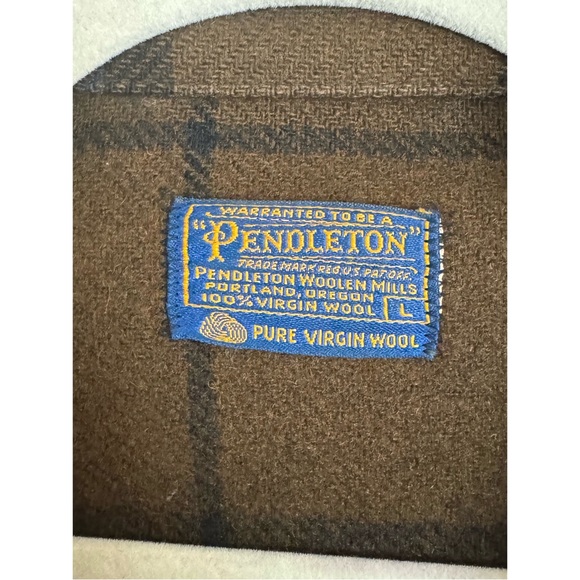 WARRANTED TO BE A
"PENDLETON"
TRADE MARK REG. U.S. PAT. OFF.
PENDLETON WOOLEN MILLS
PORTLAND, OREGON
100% VIRGIN WOOL L
PURE VIRGIN WOOL